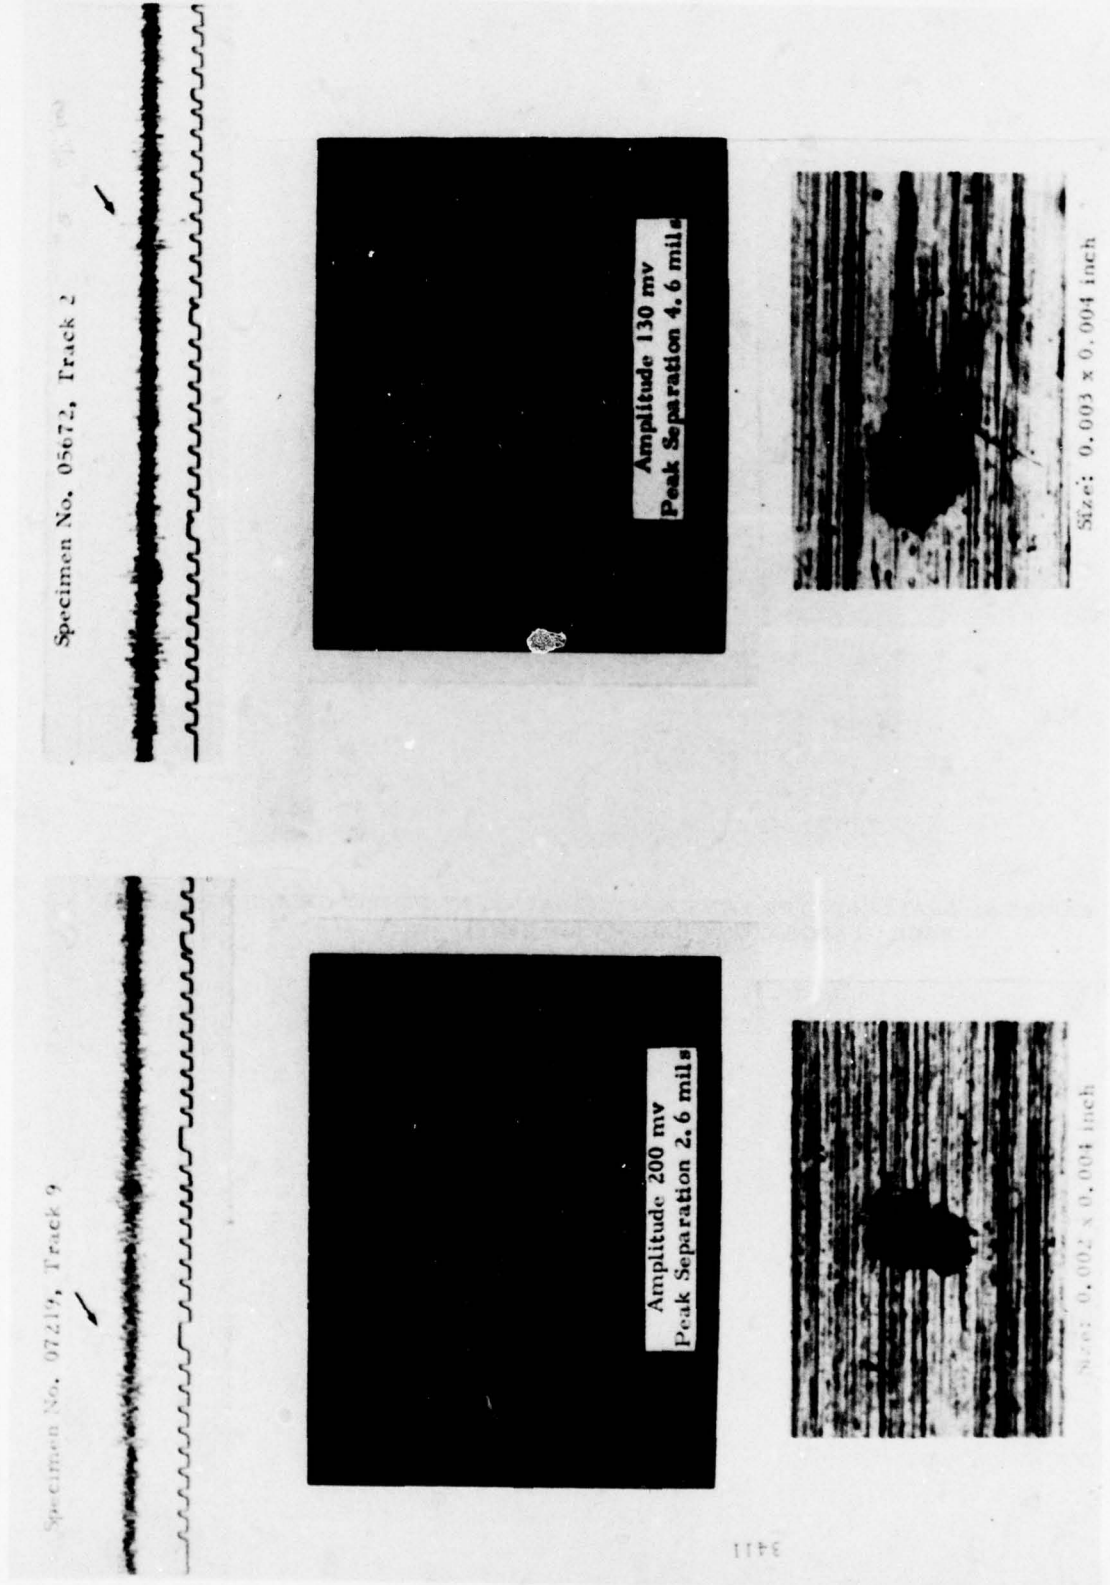 Specimen No. 07219, Track 9
Amplitude 200 mv
Peak Separation 2.6 mils
Size: 0.002 x 0.004 inch
Specimen No. 05672, Track 2
Amplitude 130 mv
Peak Separation 4.6 mils
Size: 0.003 x 0.004 inch
3411